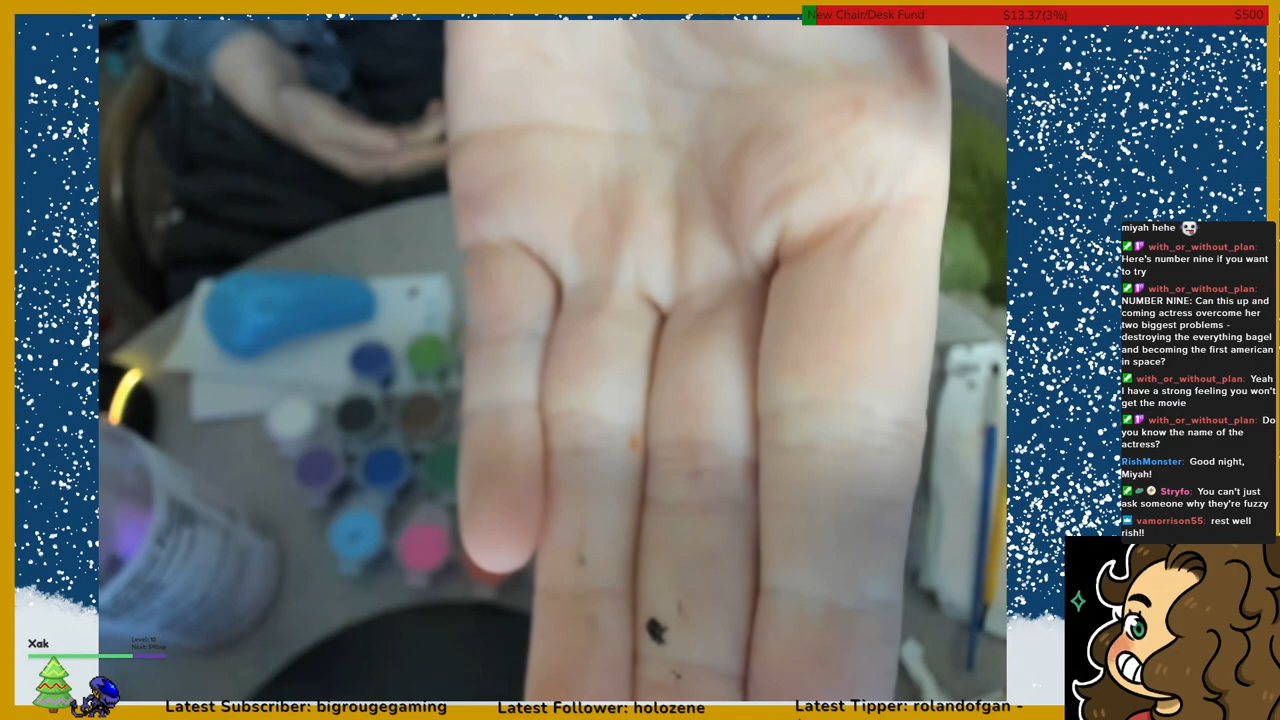 New Chair/Desk Fund $13.37(3%) $500
miyah hehe
with_or_without_plan:
Here's number nine if you want
to try
with_or_without_plan:
NUMBER NINE: Can this up and
coming actress overcome her
two biggest problems -
destroying the everything bagel
and becoming the first american
in space?
with_or_without_plan: Yeah
I have a strong feeling you won't
get the movie
with_or_without_plan: Do
you know the name of the
actress?
RishMonster: Good night,
Miyah!
Stryfo: You can't just
ask someone why they're fuzzy
vamorrison55: rest well
rish!!
Xak
Latest Subscriber: bigrougegaming
Latest Follower: holozene
Latest Tipper: rolandofgan -